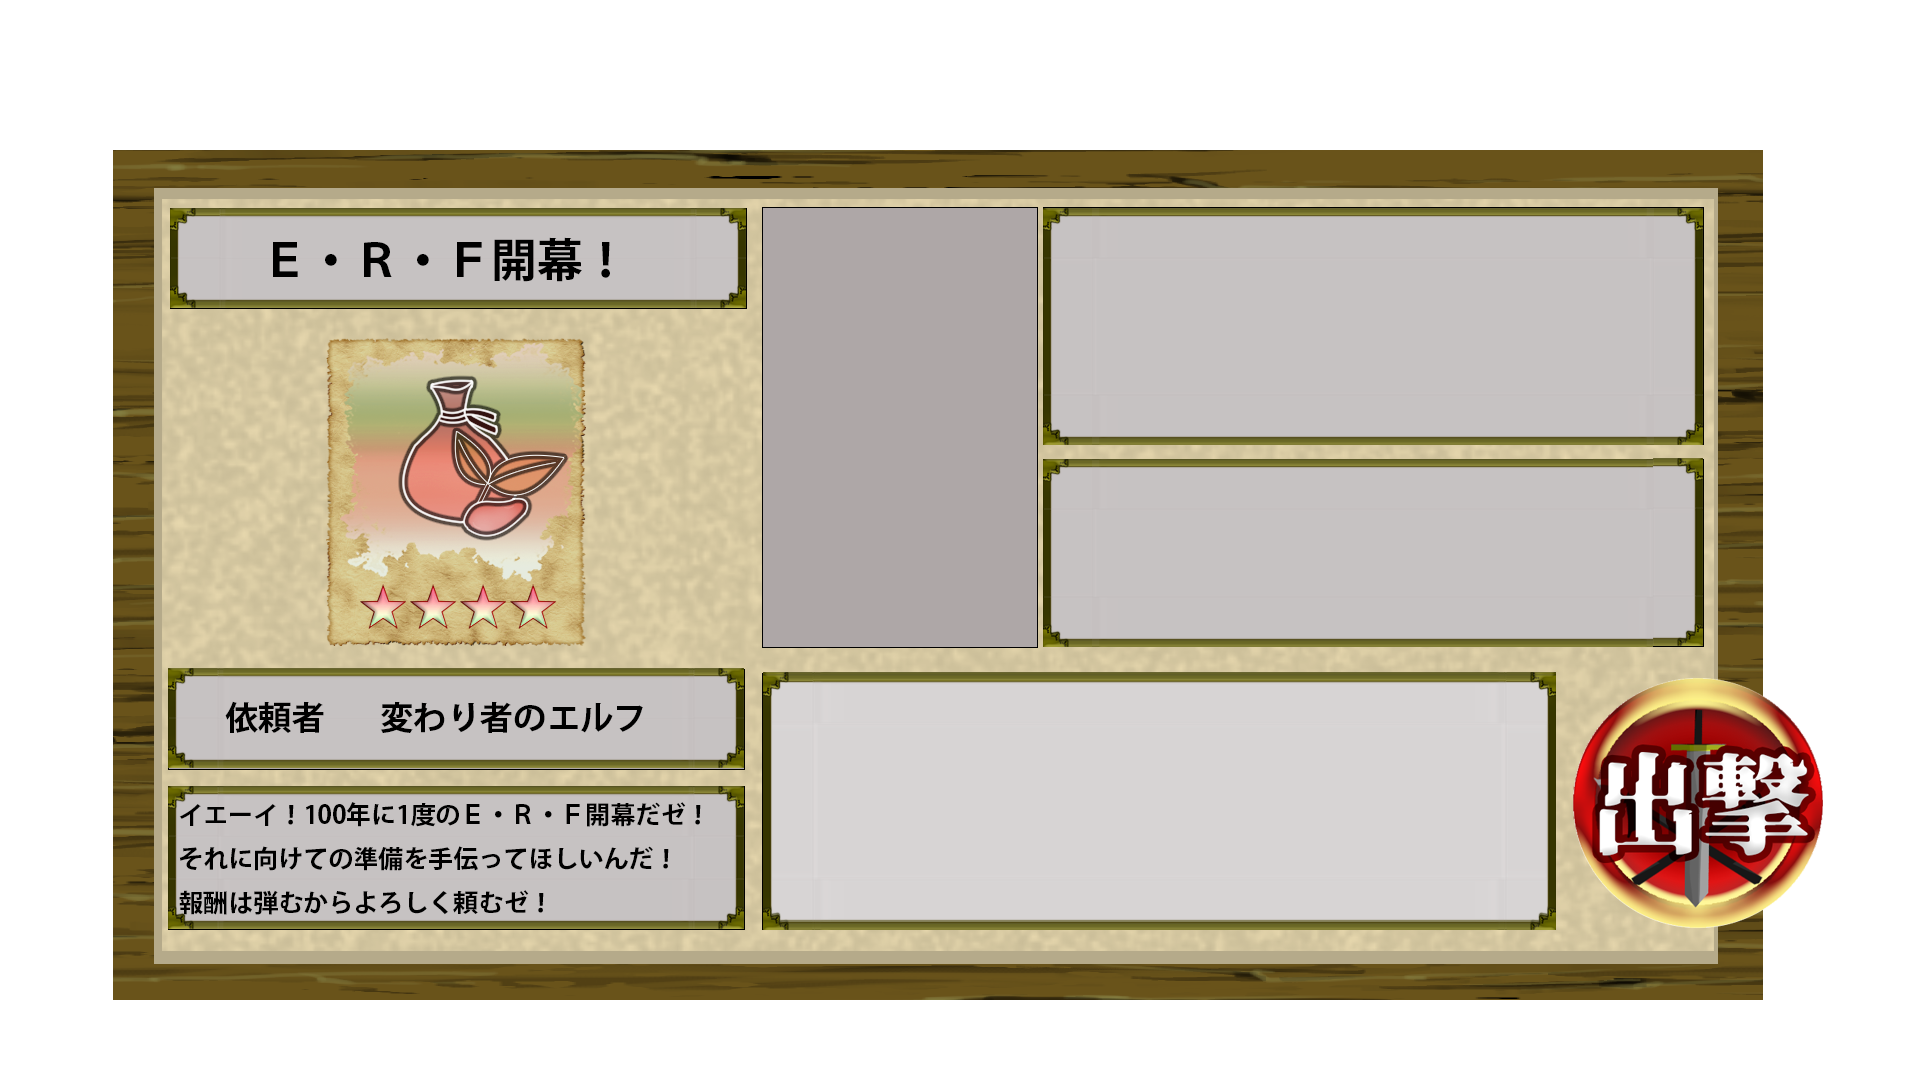 Ｅ・Ｒ・Ｆ開幕！
依頼者　変わり者のエルフ
イエーイ！100年に1度のＥ・Ｒ・Ｆ開幕だゼ！
それに向けての準備を手伝ってほしいんだ！
報酬は弾むからよろしく頼むゼ！
出撃